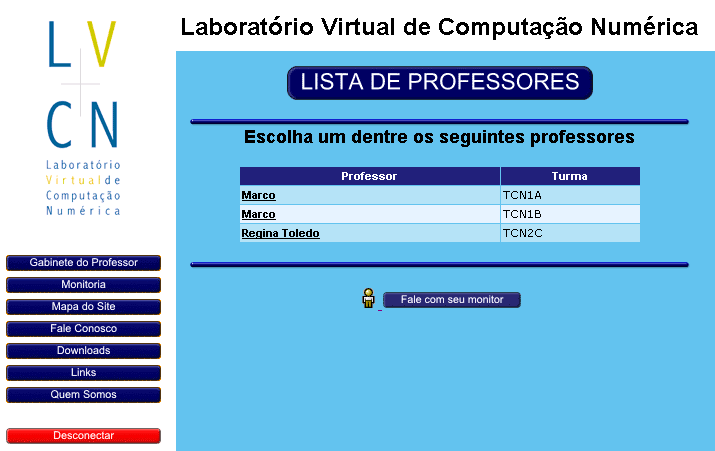 L V
C N
Laboratório
Virtual de
Computação
Numérica
Gabinete do Professor
Monitoria
Mapa do Site
Fale Conosco
Downloads
Links
Quem Somos
Desconectar
Laboratório Virtual de Computação Numérica
LISTA DE PROFESSORES
Escolha um dentre os seguintes professores
Professor Turma
Marco TCN1A
Marco TCN1B
Regina Toledo TCN2C
Fale com seu monitor